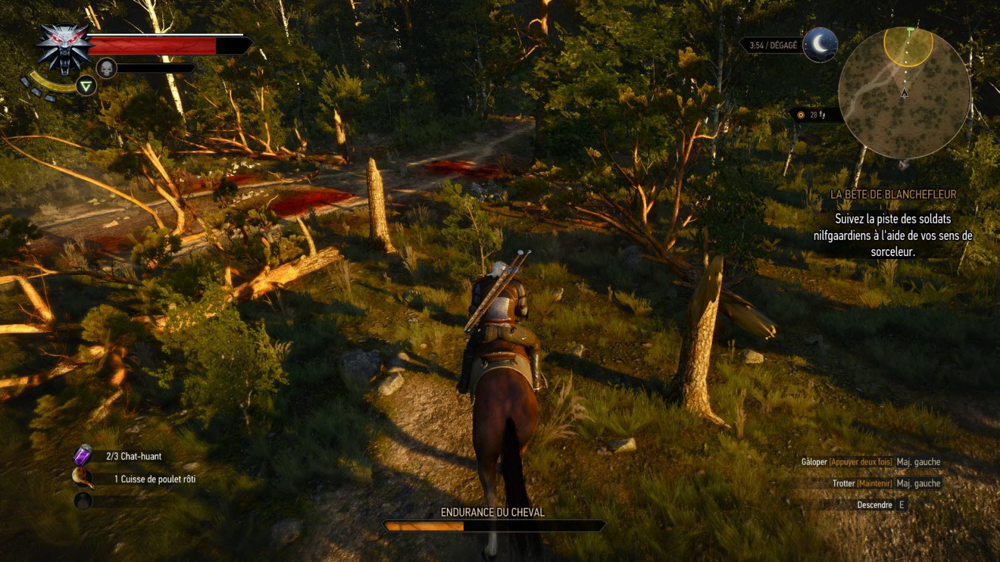 3:54 / DÉGAGÉ
28
N
LA BÊTE DE BLANCHEFLEUR
Suivez la piste des soldats
nilfgaardiens à l'aide de vos sens de
sorceleur.
2/3 Chat-huant
1 Cuisse de poulet rôti
Galoper [Appuyer deux fois] Maj. gauche
Trotter [Maintenir] Maj. gauche
Descendre E
ENDURANCE DU CHEVAL